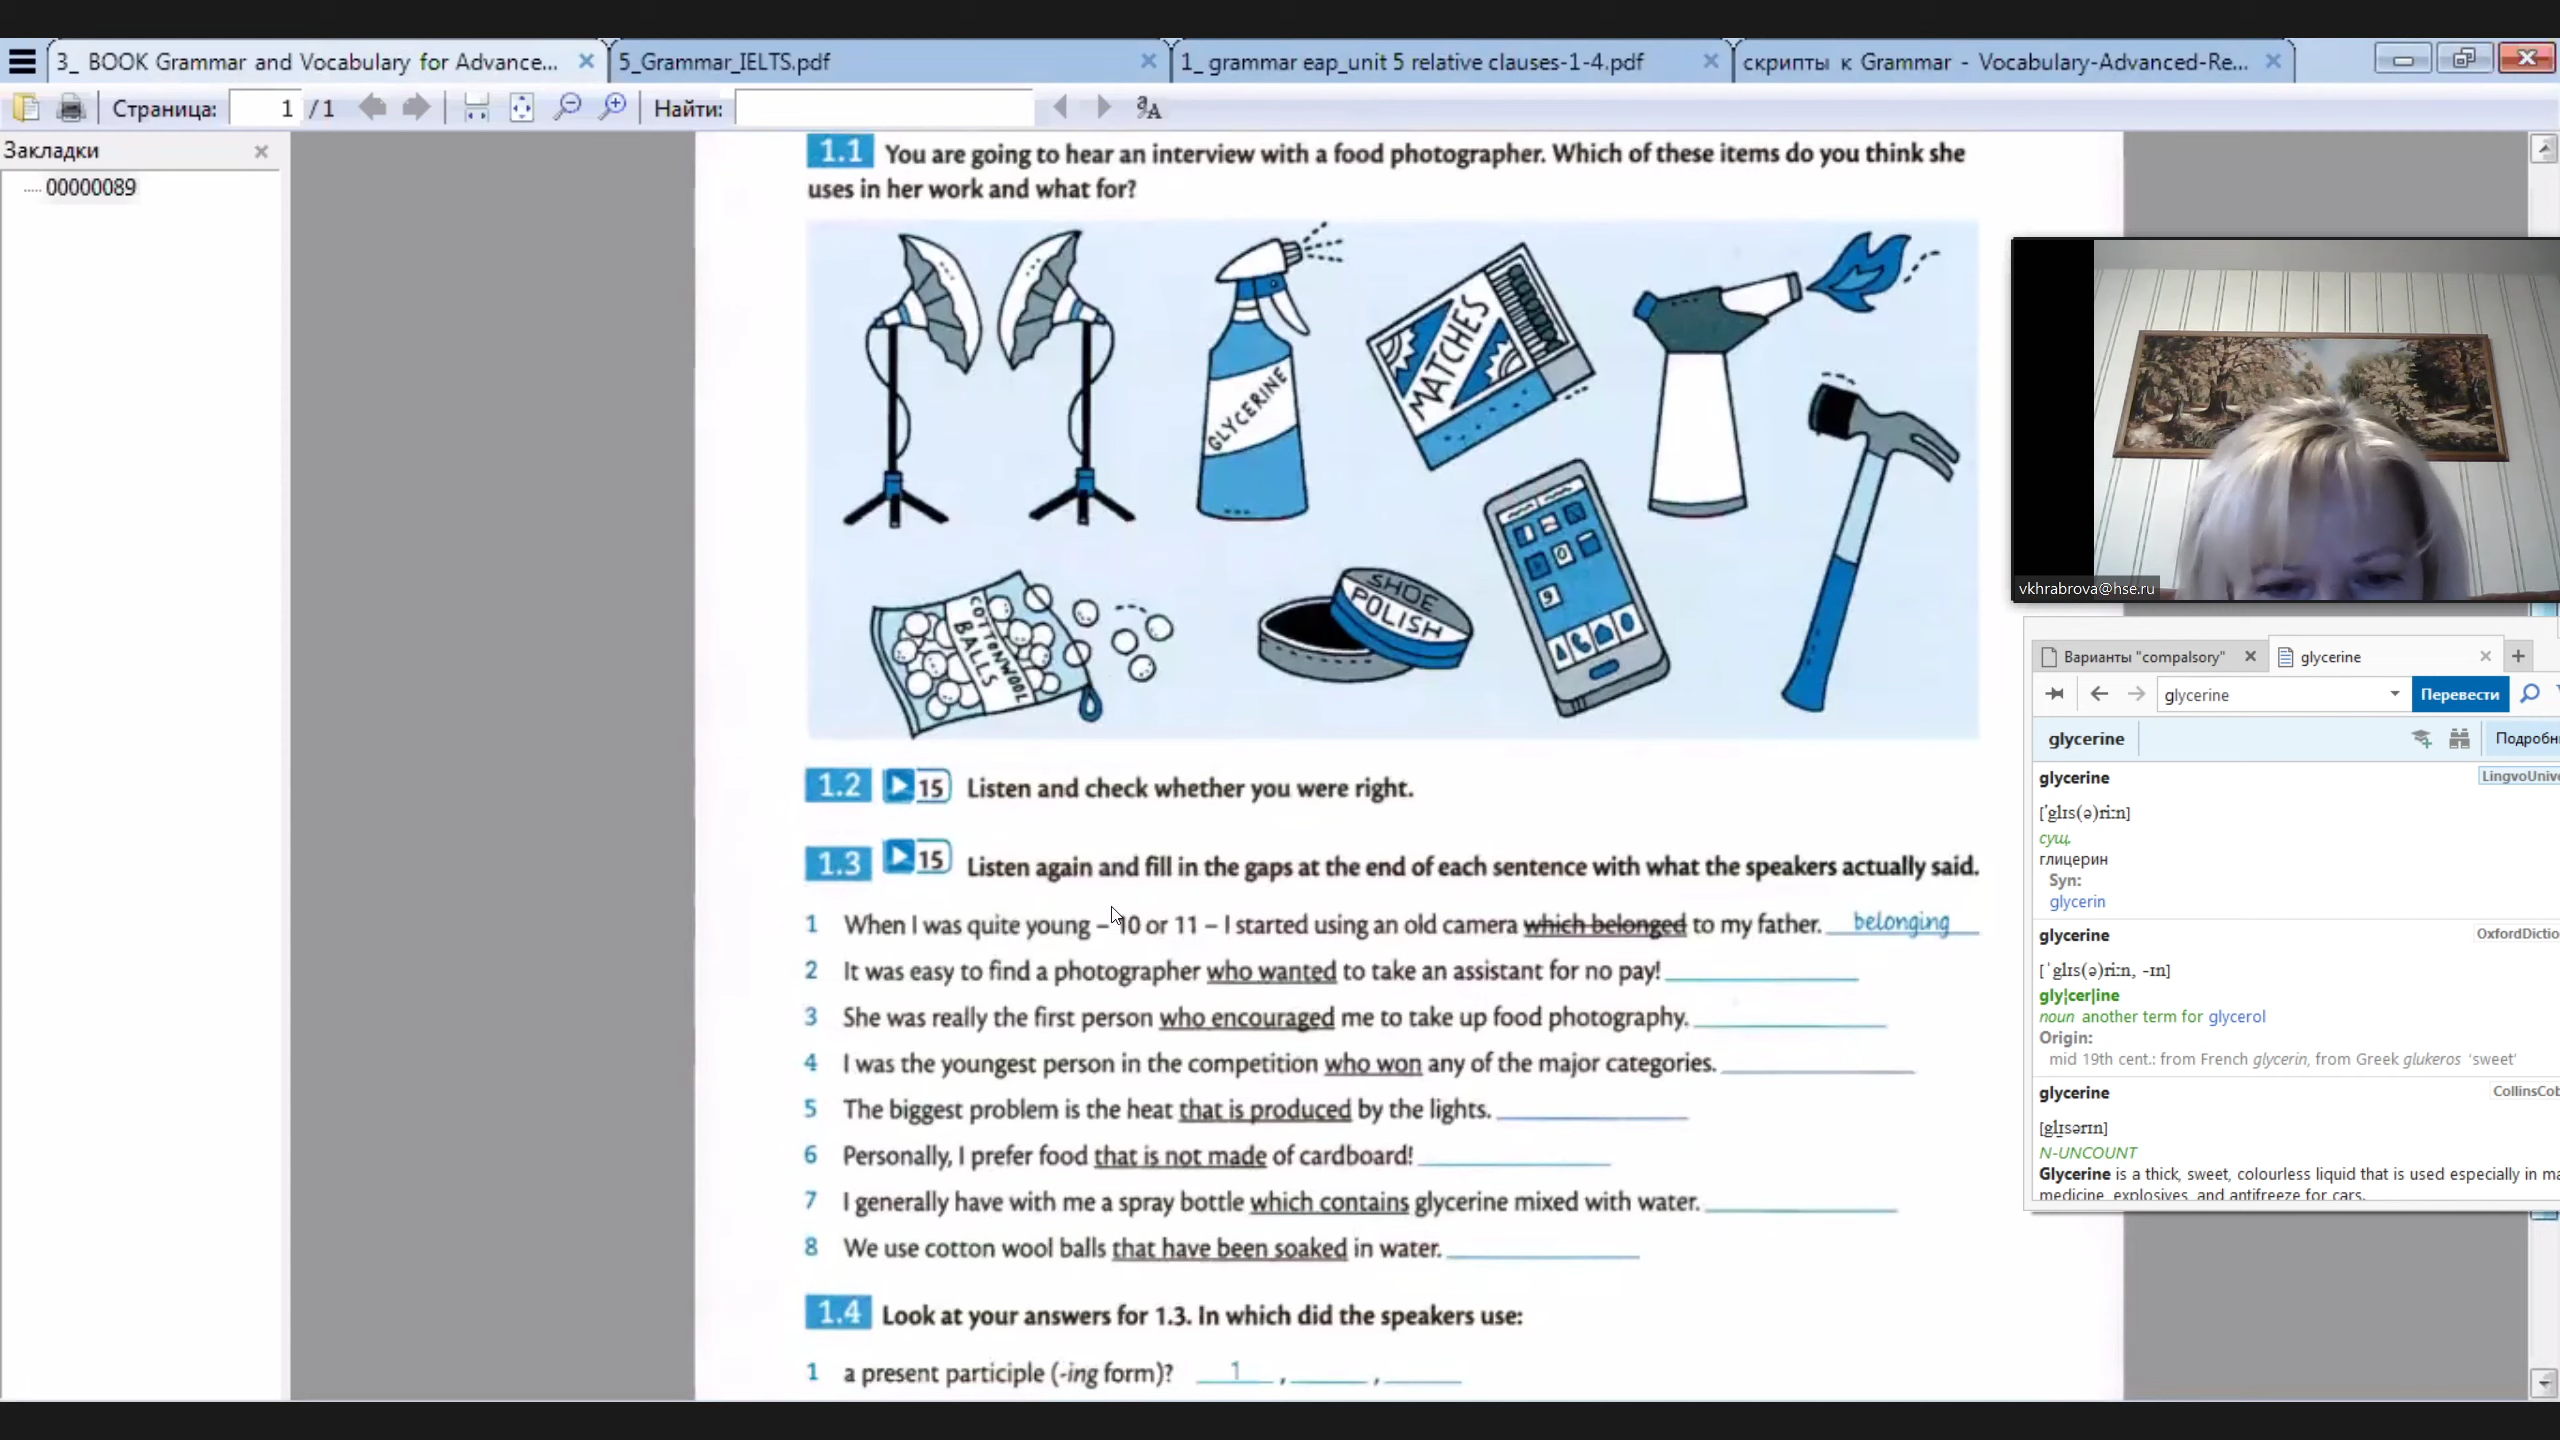 3_ BOOK Grammar and Vocabulary for Advance...
5_Grammar_IELTS.pdf
1_ grammar eap_unit 5 relative clauses-1-4.pdf
скрипты к Grammar - Vocabulary-Advanced-Re...
Страница: 1 / 1
Найти:
Закладки
00000089
1.1 You are going to hear an interview with a food photographer. Which of these items do you think she
uses in her work and what for?
GLYCERINE
MATCHES
COTTONWOOL
BALLS
SHOE
POLISH
0
9
1.2 15 Listen and check whether you were right.
1.3 15 Listen again and fill in the gaps at the end of each sentence with what the speakers actually said.
1 When I was quite young – 10 or 11 – I started using an old camera which belonged to my father. belonging
2 It was easy to find a photographer who wanted to take an assistant for no pay!
3 She was really the first person who encouraged me to take up food photography.
4 I was the youngest person in the competition who won any of the major categories.
5 The biggest problem is the heat that is produced by the lights.
6 Personally, I prefer food that is not made of cardboard!
7 I generally have with me a spray bottle which contains glycerine mixed with water.
8 We use cotton wool balls that have been soaked in water.
1.4 Look at your answers for 1.3. In which did the speakers use:
1 a present participle (-ing form)? 1 , ,
vkhrabrova@hse.ru
Варианты "compalsory"
glycerine
glycerine
Перевести
glycerine
Подробн
glycerine
LingvoUnive
['glɪs(ə)riːn]
сущ.
глицерин
Syn:
glycerin
glycerine
OxfordDictio
[ˈglɪs(ə)riːn, -ɪn]
gly|cer|ine
noun another term for glycerol
Origin:
mid 19th cent.: from French glycerin, from Greek glukeros ‘sweet’
glycerine
CollinsCob
[glɪsərɪn]
N-UNCOUNT
Glycerine is a thick, sweet, colourless liquid that is used especially in ma
medicine, explosives, and antifreeze for cars.